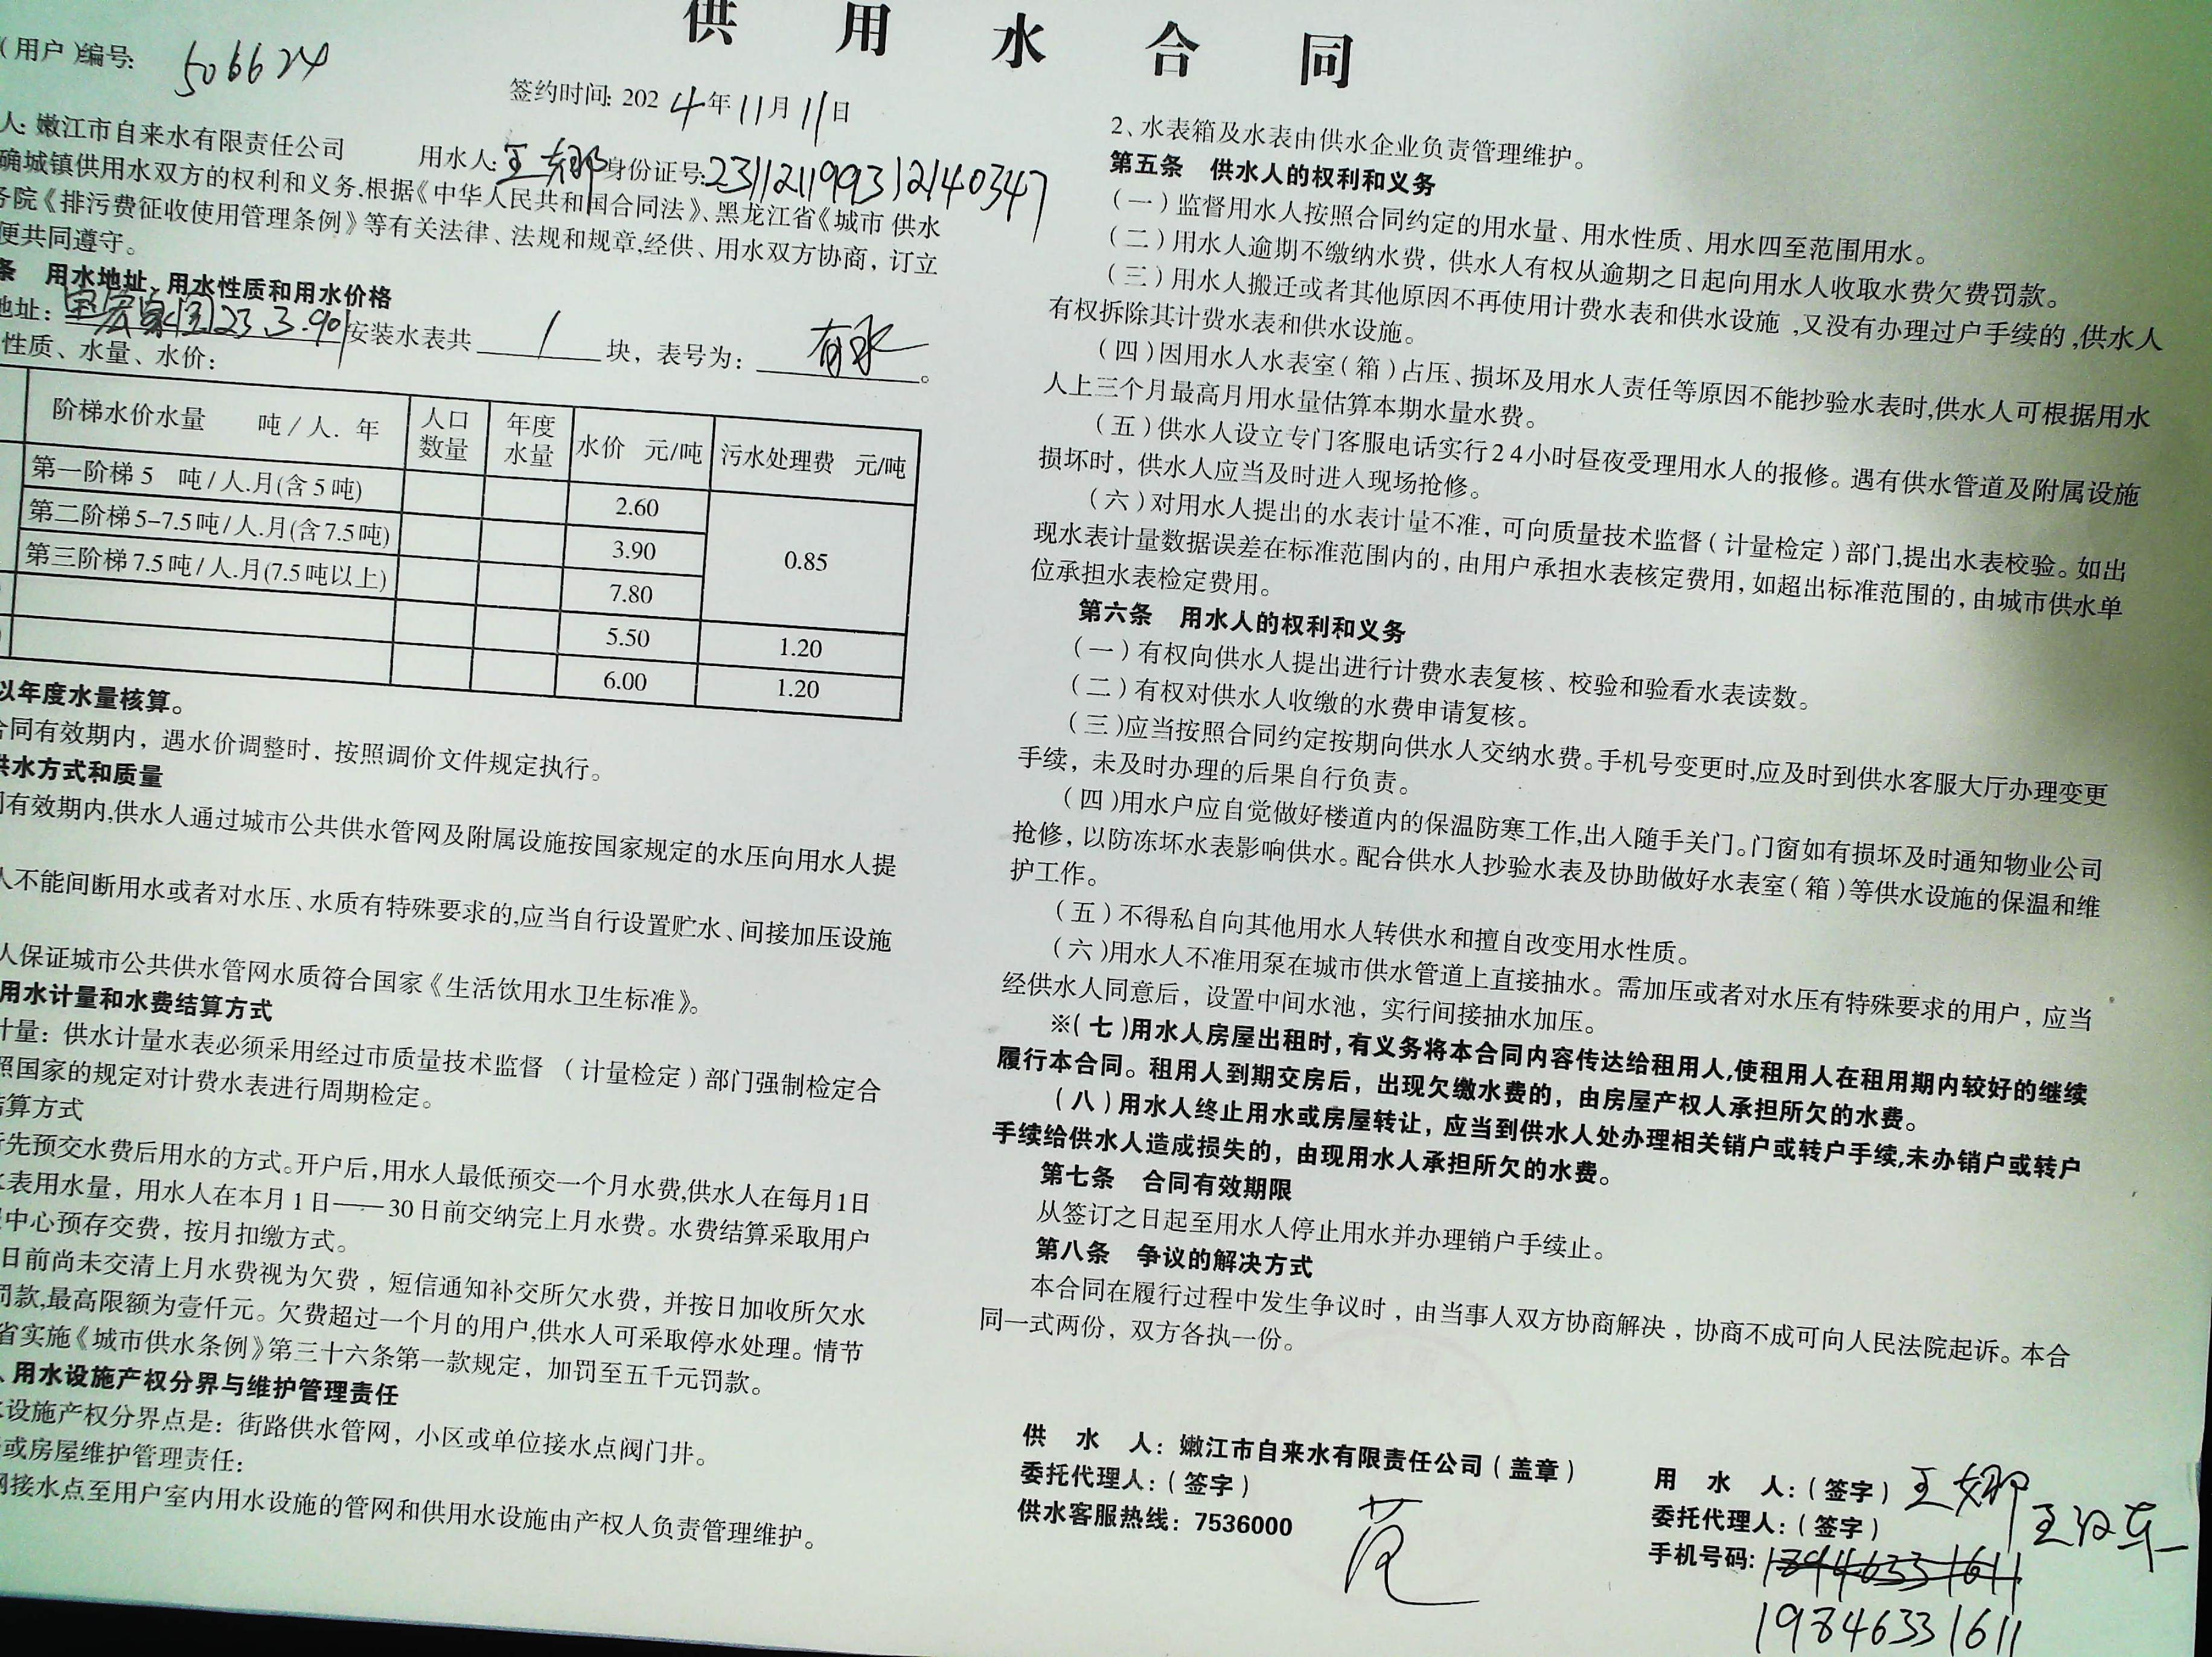 供用水合同
(用户)编号: 506624
签约时间: 2024年11月11日
人: 嫩江市自来水有限责任公司 用水人: 王娜 身份证号: 231121199312140347
确城镇供用水双方的权利和义务,根据《中华人民共和国合同法》、黑龙江省《城市 供水
务院《排污费征收使用管理条例》等有关法律、法规和规章,经供、用水双方协商,订立
便共同遵守。
条 用水地址、用水性质和用水价格
地址: 23.3.901 安装水表共 1 块,表号为: 有水。
性质、水量、水价:
阶梯水价水量 吨/人.年 人口数量 年度水量 水价 元/吨 污水处理费 元/吨
第一阶梯 5 吨/人.月(含5吨) 2.60 0.85
第二阶梯 5-7.5吨/人.月(含7.5吨) 3.90
第三阶梯 7.5吨/人.月(7.5吨以上) 7.80
5.50 1.20
6.00 1.20
以年度水量核算。
合同有效期内,遇水价调整时,按照调价文件规定执行。
供水方式和质量
同有效期内,供水人通过城市公共供水管网及附属设施按国家规定的水压向用水人提
人不能间断用水或者对水压、水质有特殊要求的,应当自行设置贮水、间接加压设施
人保证城市公共供水管网水质符合国家《生活饮用水卫生标准》。
用水计量和水费结算方式
计量: 供水计量水表必须采用经过市质量技术监督 (计量检定)部门强制检定合
照国家的规定对计费水表进行周期检定。
结算方式
行先预交水费后用水的方式。开户后,用水人最低预交一个月水费,供水人在每月1日
水表用水量,用水人在本月1日——30日前交纳完上月水费。水费结算采取用户
中心预存交费,按月扣缴方式。
日前尚未交清上月水费视为欠费,短信通知补交所欠水费,并按日加收所欠水
罚款,最高限额为壹仟元。欠费超过一个月的用户,供水人可采取停水处理。情节
省实施《城市供水条例》第三十六条第一款规定,加罚至五千元罚款。
、用水设施产权分界与维护管理责任
水设施产权分界点是: 街路供水管网,小区或单位接水点阀门井。
或房屋维护管理责任:
网接水点至用户室内用水设施的管网和供用水设施由产权人负责管理维护。
2、水表箱及水表由供水企业负责管理维护。
第五条 供水人的权利和义务
(一)监督用水人按照合同约定的用水量、用水性质、用水四至范围用水。
(二)用水人逾期不缴纳水费,供水人有权从逾期之日起向用水人收取水费欠费罚款。
(三)用水人搬迁或者其他原因不再使用计费水表和供水设施,又没有办理过户手续的,供水人
有权拆除其计费水表和供水设施。
(四)因用水人水表室(箱)占压、损坏及用水人责任等原因不能抄验水表时,供水人可根据用水
人上三个月最高月用水量估算本期水量水费。
(五)供水人设立专门客服电话实行24小时昼夜受理用水人的报修。遇有供水管道及附属设施
损坏时,供水人应当及时进入现场抢修。
(六)对用水人提出的水表计量不准,可向质量技术监督(计量检定)部门,提出水表校验。如出
现水表计量数据误差在标准范围内的,由用户承担水表核定费用,如超出标准范围的,由城市供水单
位承担水表检定费用。
第六条 用水人的权利和义务
(一)有权向供水人提出进行计费水表复核、校验和验看水表读数。
(二)有权对供水人收缴的水费申请复核。
(三)应当按照合同约定按期向供水人交纳水费。手机号变更时,应及时到供水客服大厅办理变更
手续,未及时办理的后果自行负责。
(四)用水户应自觉做好楼道内的保温防寒工作,出入随手关门。门窗如有损坏及时通知物业公司
抢修,以防冻坏水表影响供水。配合供水人抄验水表及协助做好水表室(箱)等供水设施的保温和维
护工作。
(五)不得私自向其他用水人转供水和擅自改变用水性质。
(六)用水人不准用泵在城市供水管道上直接抽水。需加压或者对水压有特殊要求的用户,应当
经供水人同意后,设置中间水池,实行间接抽水加压。
※(七)用水人房屋出租时,有义务将本合同内容传达给租用人,使租用人在租用期内较好的继续
履行本合同。租用人到期交房后,出现欠缴水费的,由房屋产权人承担所欠的水费。
(八)用水人终止用水或房屋转让,应当到供水人处办理相关销户或转户手续,未办销户或转户
手续给供水人造成损失的,由现用水人承担所欠的水费。
第七条 合同有效期限
从签订之日起至用水人停止用水并办理销户手续止。
第八条 争议的解决方式
本合同在履行过程中发生争议时,由当事人双方协商解决,协商不成可向人民法院起诉。本合
同一式两份,双方各执一份。
供 水 人: 嫩江市自来水有限责任公司(盖章)
委托代理人:(签字)
供水客服热线: 7536000
用 水 人:(签字) 王娜
委托代理人:(签字)
手机号码: 18946331611
19846331611